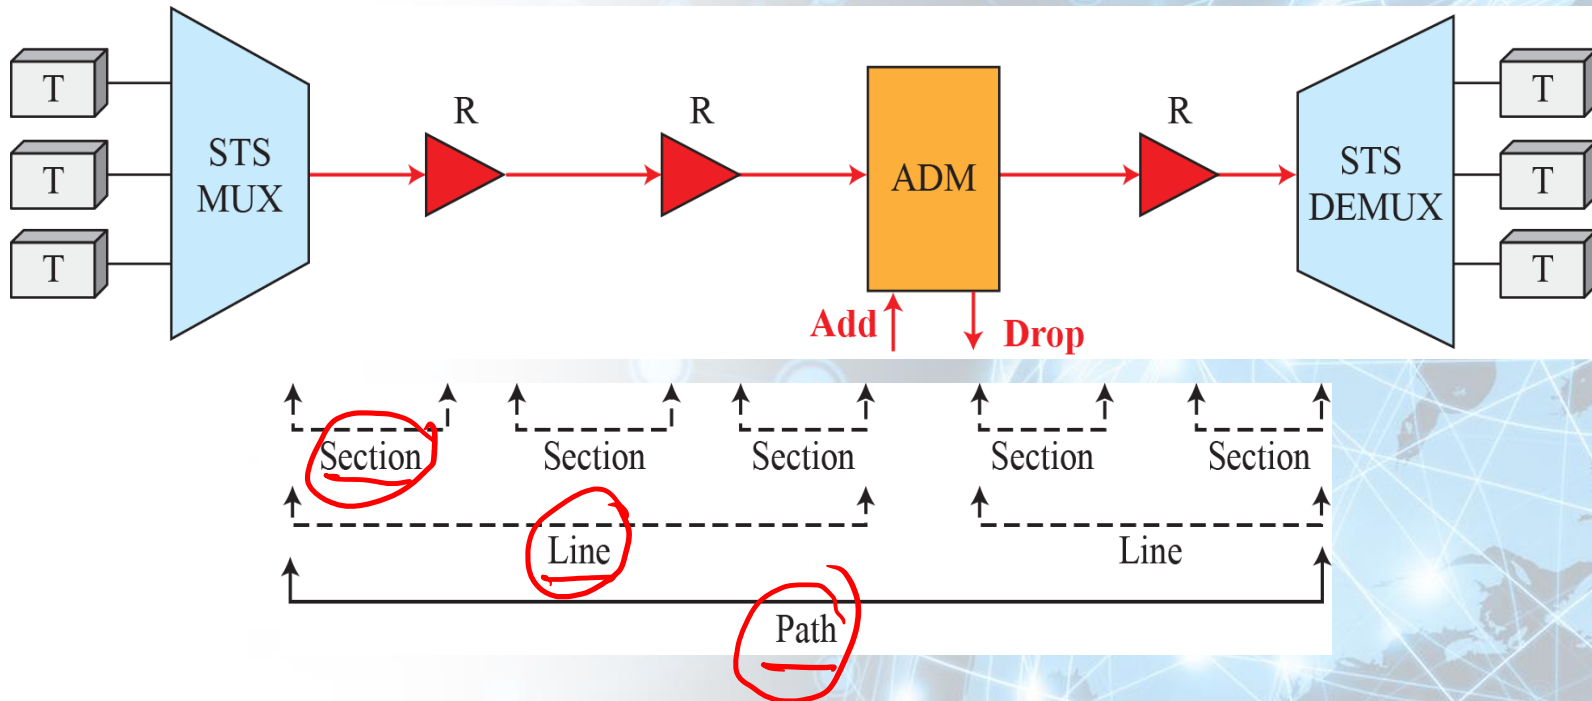 R R R
T T
STS
MUX
T T
ADM
STS
DEMUX
T T
Add Drop
Section Section Section Section Section
Line Line
Path